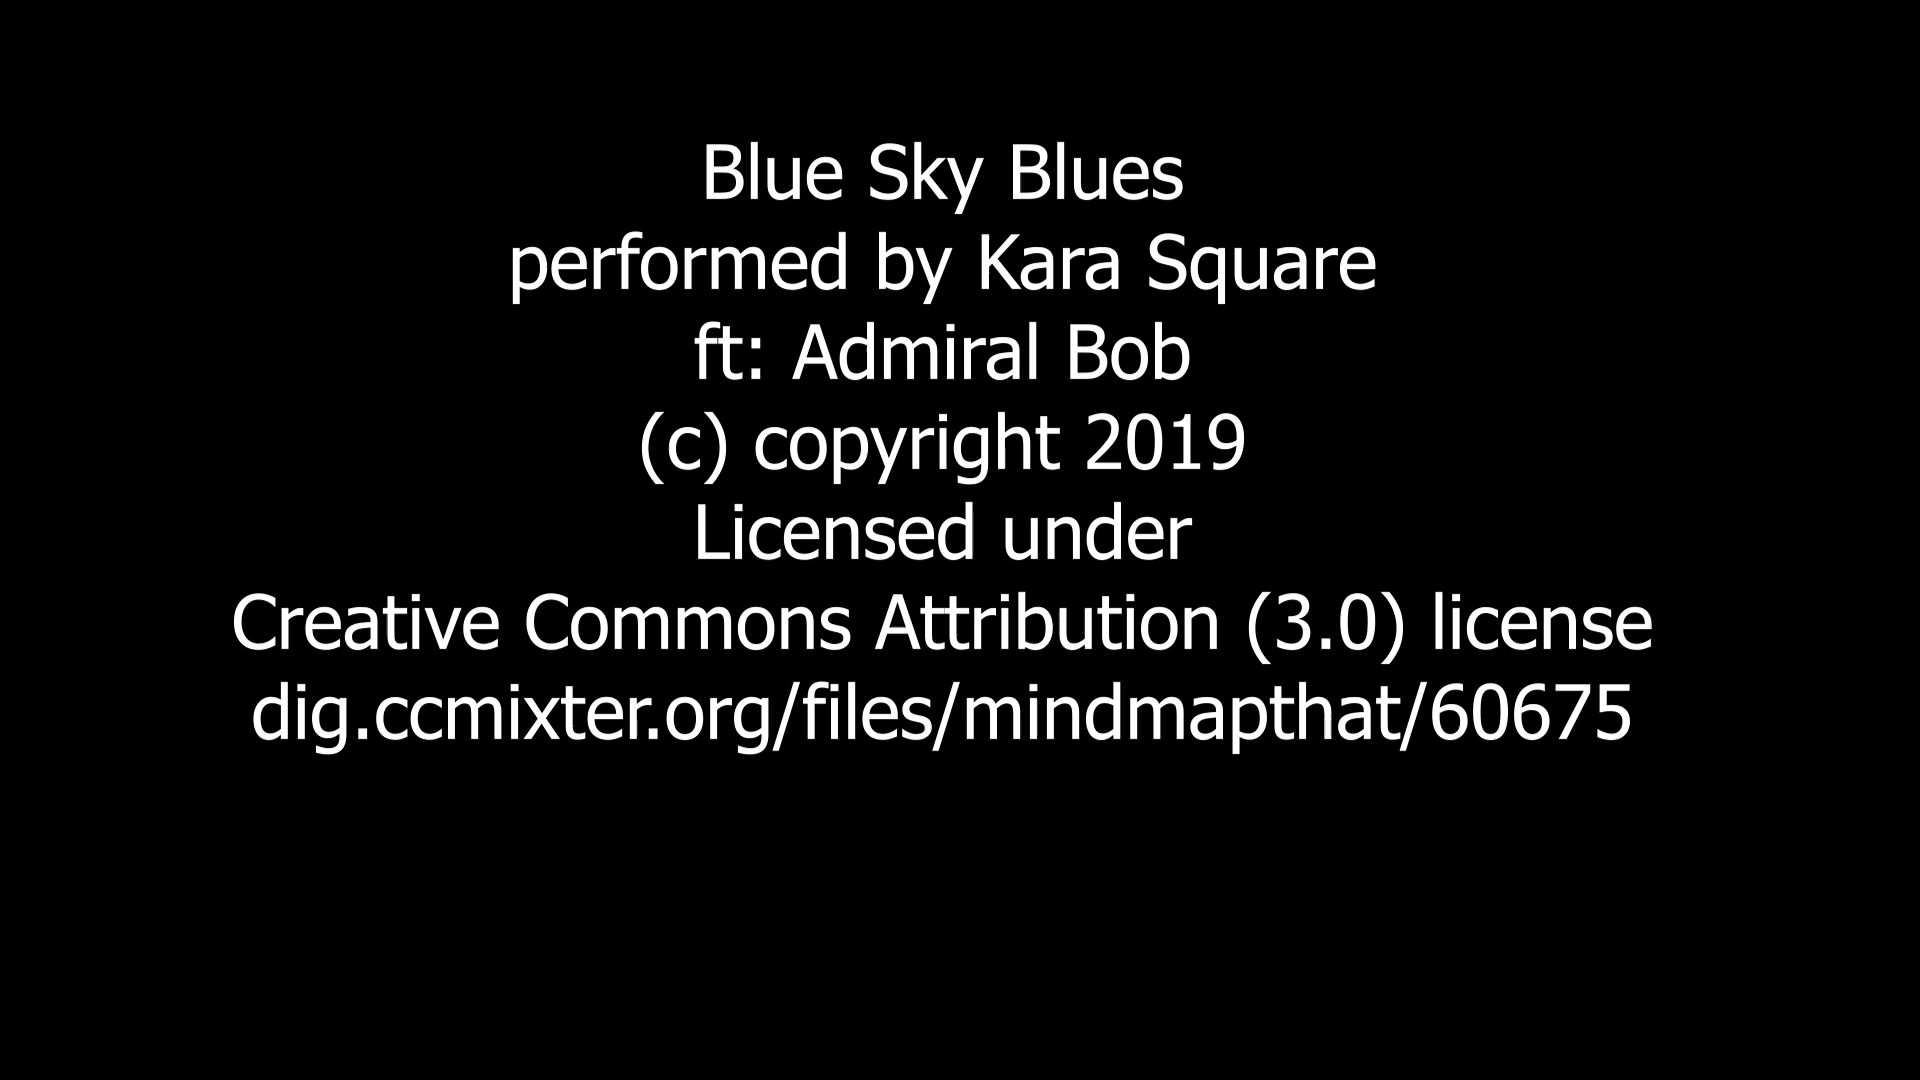 Blue Sky Blues
performed by Kara Square
ft: Admiral Bob
(c) copyright 2019
Licensed under
Creative Commons Attribution (3.0) license
dig.ccmixter.org/files/mindmapthat/60675